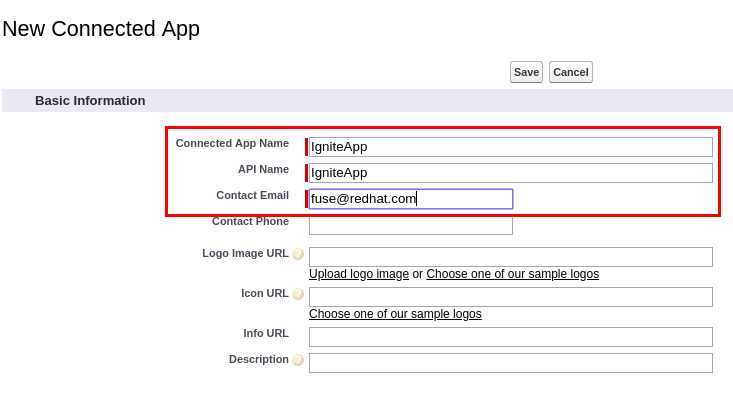 New Connected App
Save Cancel
Basic Information
Connected App Name IgniteApp
API Name IgniteApp
Contact Email fuse@redhat.com
Contact Phone
Logo Image URL ?
Upload logo image or Choose one of our sample logos
Icon URL ?
Choose one of our sample logos
Info URL
Description ?